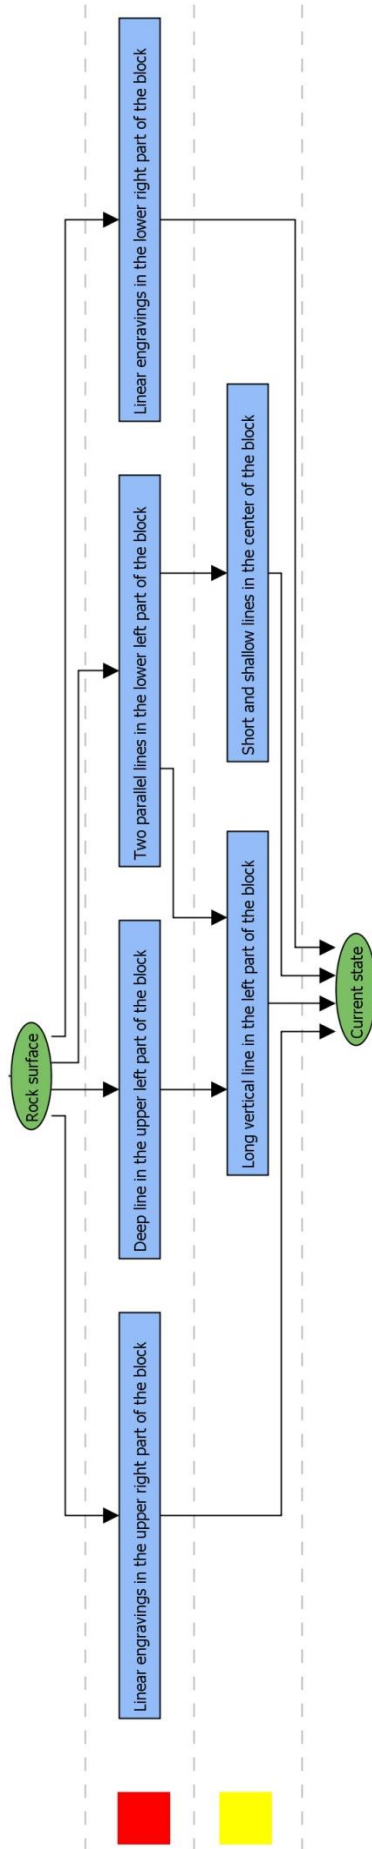 Rock surface
Linear engravings in the upper right part of the block
Deep line in the upper left part of the block
Two parallel lines in the lower left part of the block
Linear engravings in the lower right part of the block
Long vertical line in the left part of the block
Short and shallow lines in the center of the block
Current state